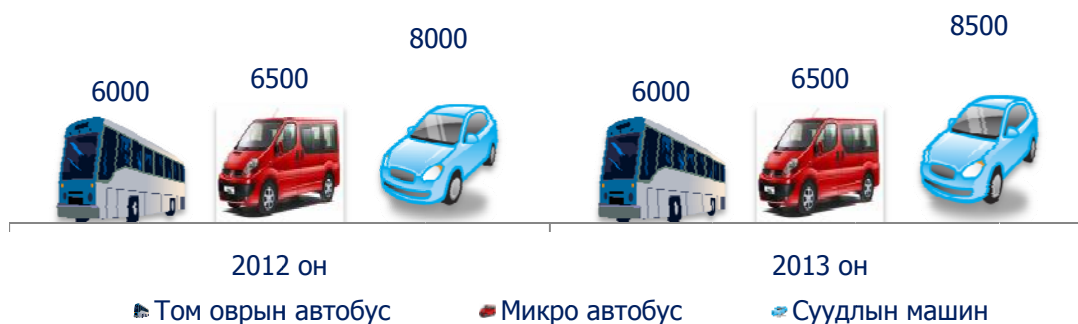 8000
8500
6000
6500
6000
6500
2012 он
2013 он
Том оврын автобус
Микро автобус
Суудлын машин